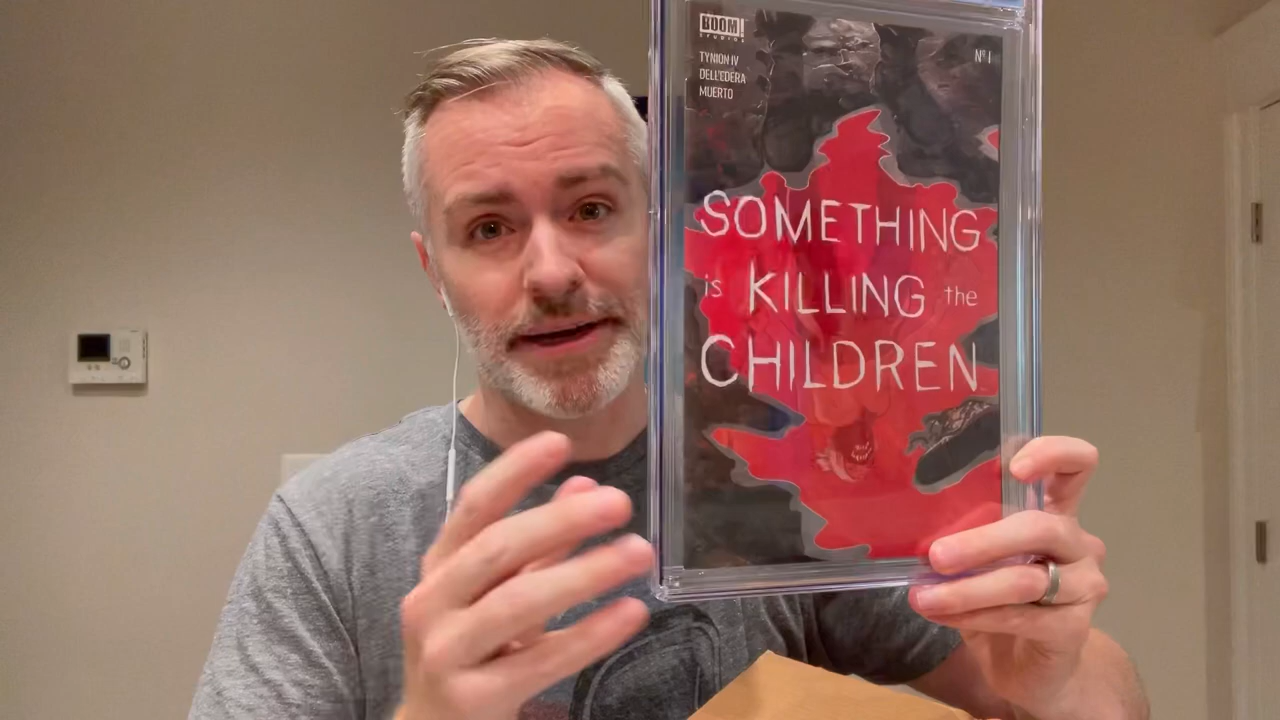 BOOM!
STUDIOS
TYNION IV
DELL'EDERA
MUERTO
Nº 1
SOMETHING
is KILLING the
CHILDREN